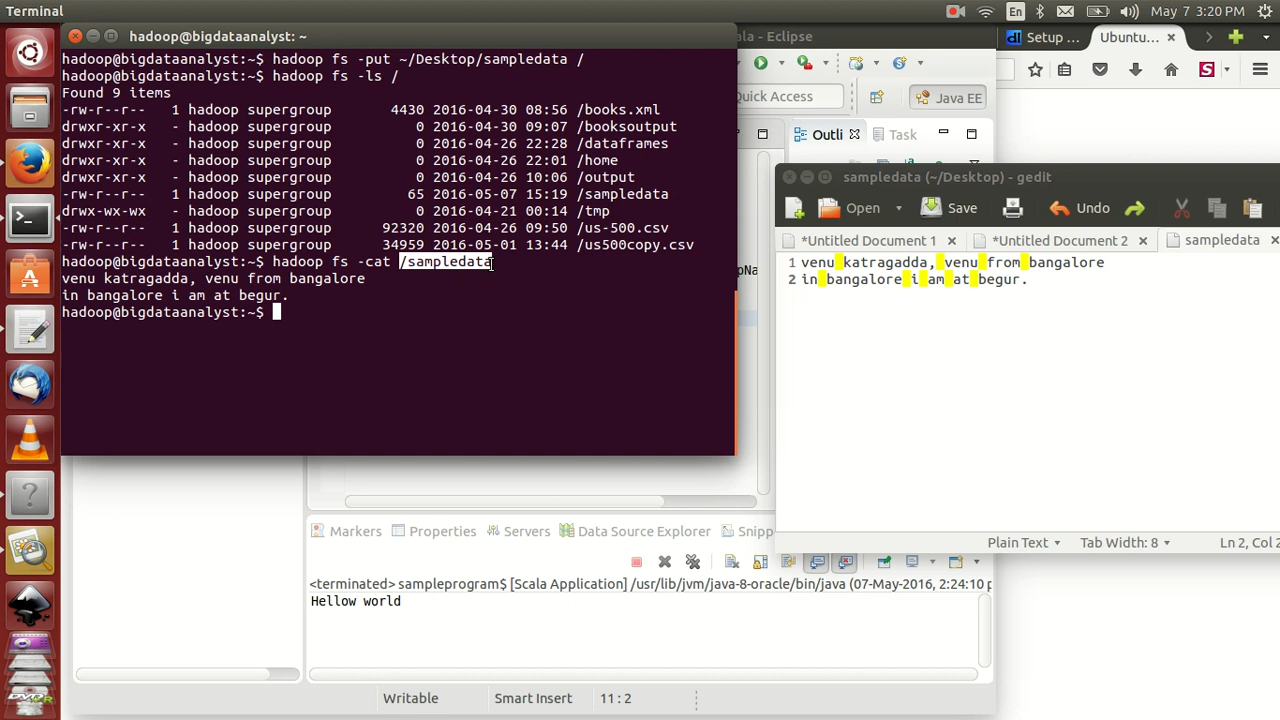 Terminal
En
May 7 3:20 PM
hadoop@bigdataanalyst: ~
hadoop@bigdataanalyst:~$ hadoop fs -put ~/Desktop/sampledata /
hadoop@bigdataanalyst:~$ hadoop fs -ls /
Found 9 items
-rw-r--r-- 1 hadoop supergroup 4430 2016-04-30 08:56 /books.xml
drwxr-xr-x - hadoop supergroup 0 2016-04-30 09:07 /booksoutput
drwxr-xr-x - hadoop supergroup 0 2016-04-26 22:28 /dataframes
drwxr-xr-x - hadoop supergroup 0 2016-04-26 22:01 /home
drwxr-xr-x - hadoop supergroup 0 2016-04-26 10:06 /output
-rw-r--r-- 1 hadoop supergroup 65 2016-05-07 15:19 /sampledata
drwx-wx-wx - hadoop supergroup 0 2016-04-21 00:14 /tmp
-rw-r--r-- 1 hadoop supergroup 92320 2016-04-26 09:50 /us-500.csv
-rw-r--r-- 1 hadoop supergroup 34959 2016-05-01 13:44 /us500copy.csv
hadoop@bigdataanalyst:~$ hadoop fs -cat /sampledata
venu katragadda, venu from bangalore
in bangalore i am at begur.
hadoop@bigdataanalyst:~$
la - Eclipse
Quick Access
Java EE
Outli
Task
pNa
dI Setup ...
Ubuntu...
S
sampledata (~/Desktop) - gedit
Open
Save
Undo
*Untitled Document 1
*Untitled Document 2
sampledata
1 venu katragadda, venu from bangalore
2 in bangalore i am at begur.
Plain Text
Tab Width: 8
Ln 2, Col 2
Markers
Properties
Servers
Data Source Explorer
Snipp
<terminated> sampleprogram$ [Scala Application] /usr/lib/jvm/java-8-oracle/bin/java (07-May-2016, 2:24:10 p
Hellow world
Writable
Smart Insert
11 : 2